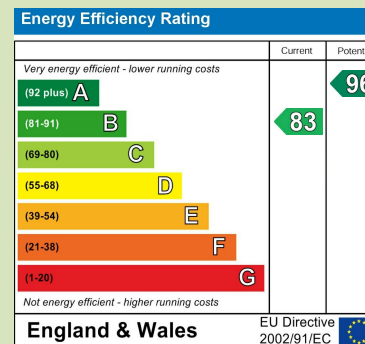 Energy Efficiency Rating
Current Potent
Very energy efficient - lower running costs
(92 plus) A
96
(81-91) B
83
(69-80) C
(55-68) D
(39-54) E
(21-38) F
(1-20) G
Not energy efficient - higher running costs
England & Wales
EU Directive
2002/91/EC